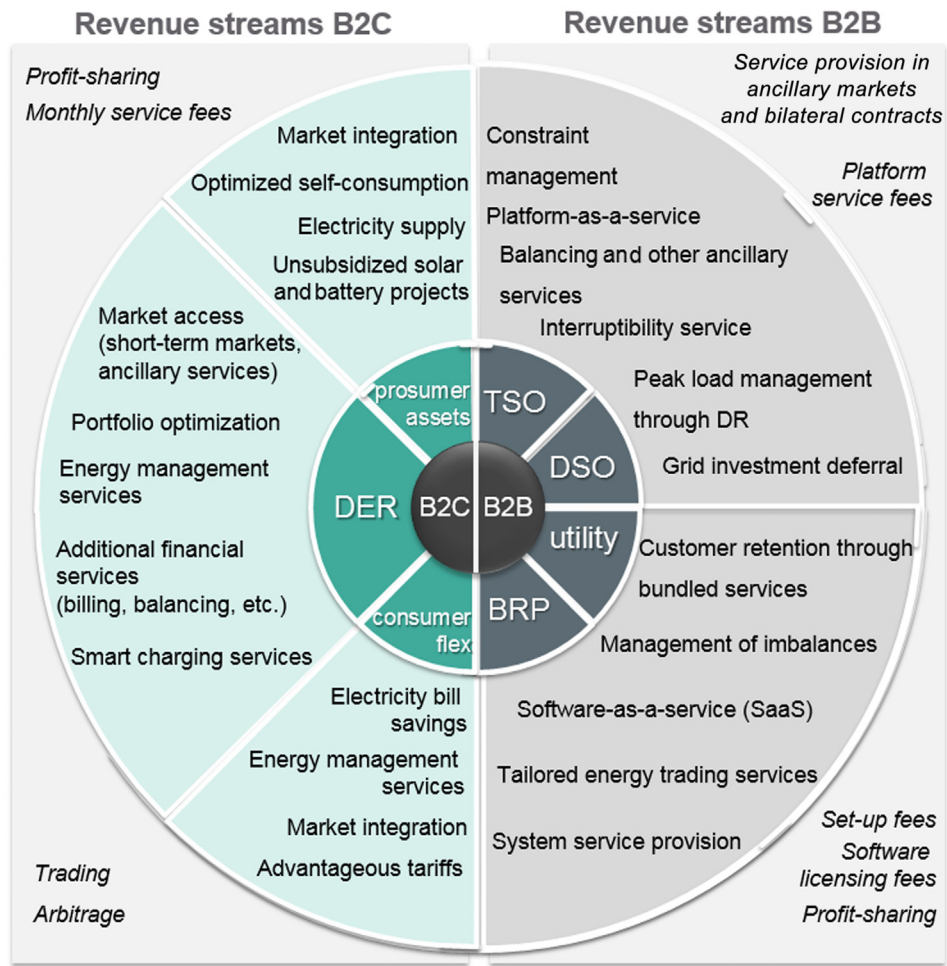 Revenue streams B2C
Revenue streams B2B
Profit-sharing
Monthly service fees
Service provision in
ancillary markets
and bilateral contracts
Platform
service fees
Market integration
Optimized self-consumption
Electricity supply
Unsubsidized solar
and battery projects
Constraint
management
Platform-as-a-service
Balancing and other ancillary
services
Interruptibility service
Peak load management
through DR
Grid investment deferral
Market access
(short-term markets,
ancillary services)
Portfolio optimization
Energy management
services
Additional financial
services
(billing, balancing, etc.)
Smart charging services
prosumer
assets
TSO
DSO
DER
B2C
B2B
utility
consumer
flex
BRP
Customer retention through
bundled services
Management of imbalances
Software-as-a-service (SaaS)
Tailored energy trading services
System service provision
Electricity bill
savings
Energy management
services
Market integration
Advantageous tariffs
Trading
Arbitrage
Set-up fees
Software
licensing fees
Profit-sharing